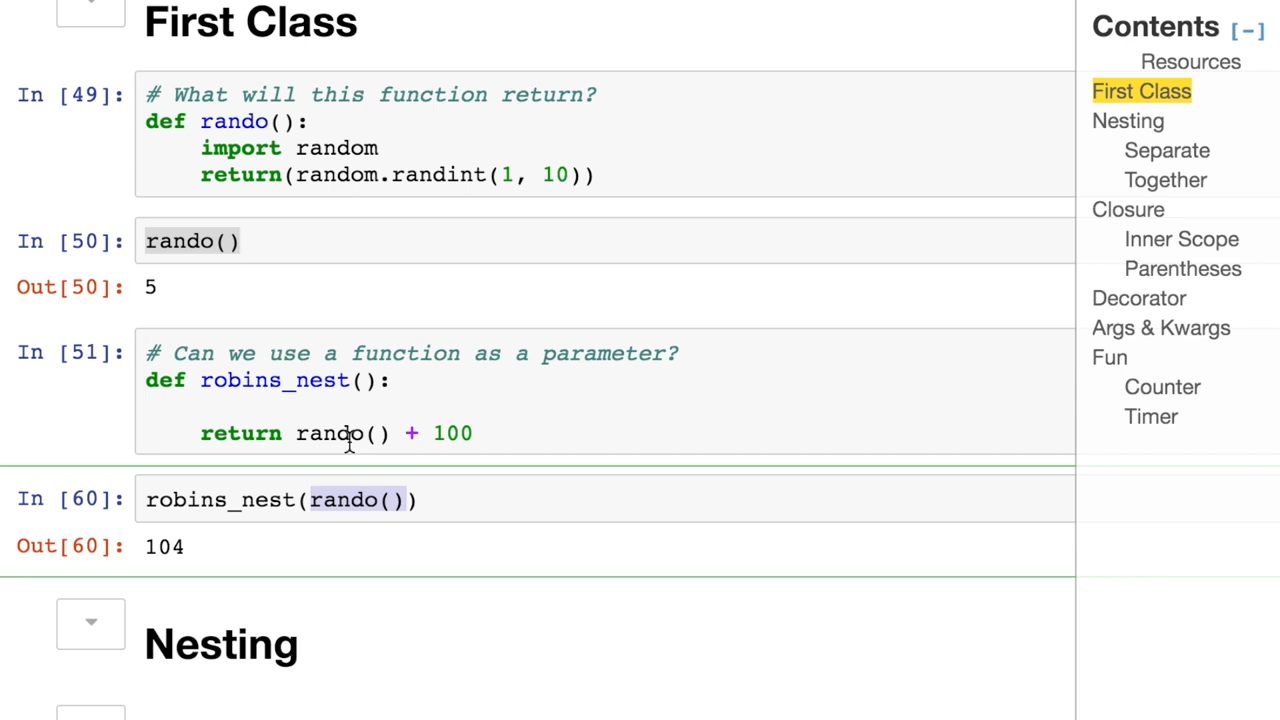 First Class
In [49]: # What will this function return?
def rando():
    import random
    return(random.randint(1, 10))
In [50]: rando()
Out[50]: 5
In [51]: # Can we use a function as a parameter?
def robins_nest():
    return rando() + 100
In [60]: robins_nest(rando())
Out[60]: 104
Nesting
Contents [-]
Resources
First Class
Nesting
Separate
Together
Closure
Inner Scope
Parentheses
Decorator
Args & Kwargs
Fun
Counter
Timer